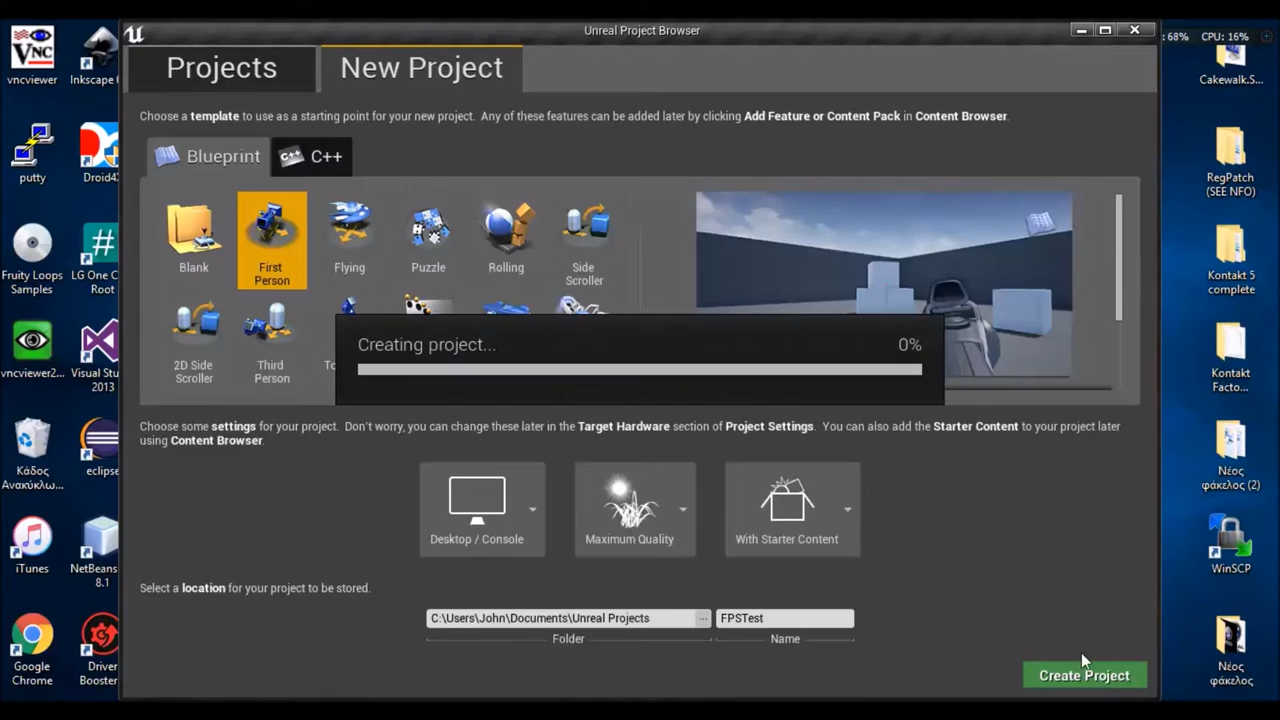 Unreal Project Browser
: 68% CPU: 16%
Projects
New Project
Choose a template to use as a starting point for your new project. Any of these features can be added later by clicking Add Feature or Content Pack in Content Browser.
Blueprint
C++
C++
Blank
First
Person
Flying
Puzzle
Rolling
Side
Scroller
2D Side
Scroller
Third
Person
Creating project...
0%
Choose some settings for your project. Don't worry, you can change these later in the Target Hardware section of Project Settings. You can also add the Starter Content to your project later
using Content Browser.
Desktop / Console
Maximum Quality
With Starter Content
Select a location for your project to be stored.
C:\Users\John\Documents\Unreal Projects
...
FPSTest
Folder
Name
Create Project
VNC
vncviewer
Inkscape
putty
Droid4X
Fruity Loops
Samples
LG One C
Root
vncviewer2...
Visual Stu
2013
Κάδος
Ανακύκλω...
eclipse
iTunes
NetBeans
8.1
Google
Chrome
Driver
Booster
Cakewalk.S...
RegPatch
(SEE NFO)
Kontakt 5
complete
Kontakt
Facto...
Νέος
φάκελος (2)
WinSCP
Νέος
φάκελος